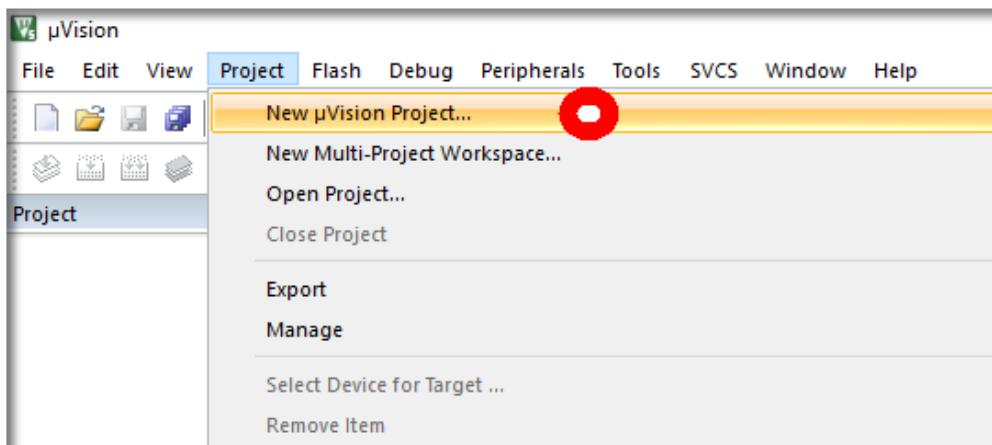 µVision
File Edit View Project Flash Debug Peripherals Tools SVCS Window Help
New µVision Project...
New Multi-Project Workspace...
Open Project...
Project
Close Project
Export
Manage
Select Device for Target ...
Remove Item